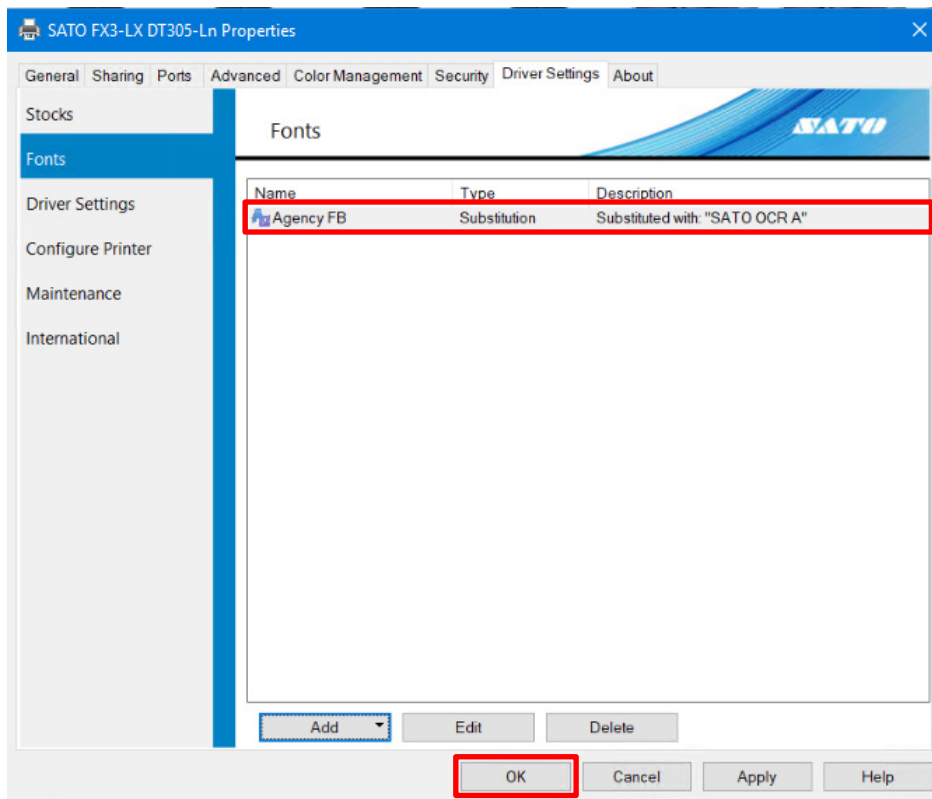 SATO FX3-LX DT305-Ln Properties
General Sharing Ports Advanced Color Management Security Driver Settings About
Stocks
Fonts
Driver Settings
Configure Printer
Maintenance
International
Fonts
SATO
Name Type Description
Agency FB Substitution Substituted with: "SATO OCR A"
Add Edit Delete
OK Cancel Apply Help